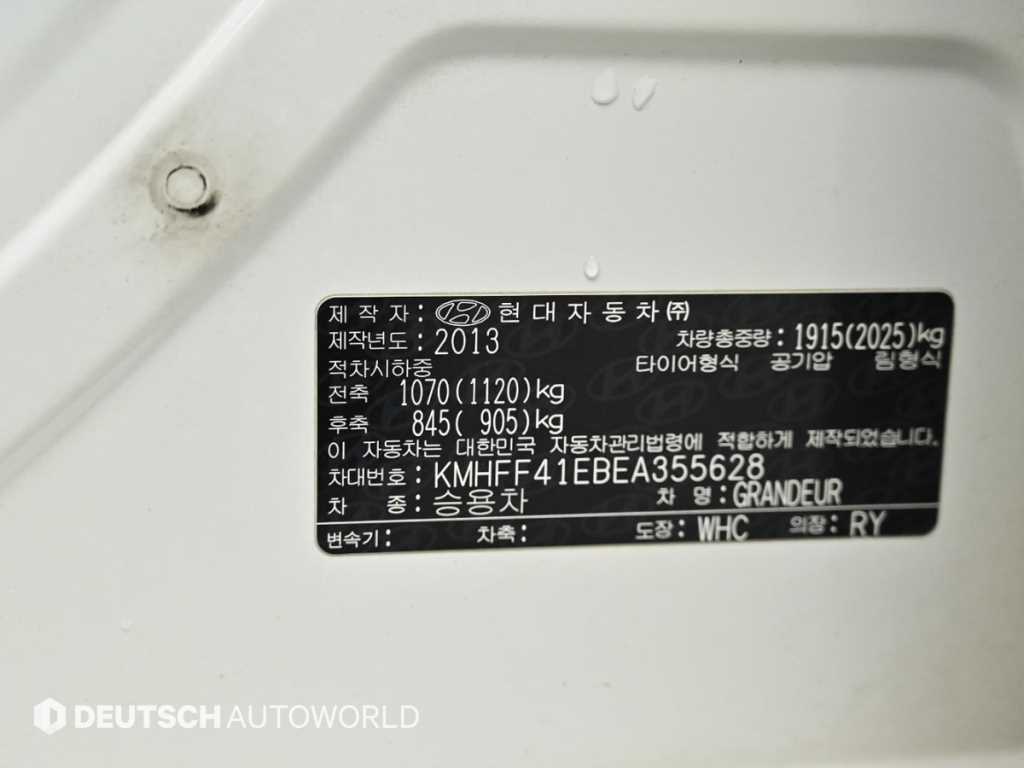 제 작 자 : 현대자동차㈜
제작년도 : 2013 차량총중량 : 1915(2025)kg
적차시하중 타이어형식 공기압 림형식
전축 1070(1120)kg
후축 845( 905)kg
이 자동차는 대한민국 자동차관리법령에 적합하게 제작되었습니다.
차대번호 : KMHFF41EBEA355628
차 종 : 승용차 차 명 : GRANDEUR
변속기 : 차축 : 도장 : WHC 의장 : RY
DEUTSCH AUTOWORLD